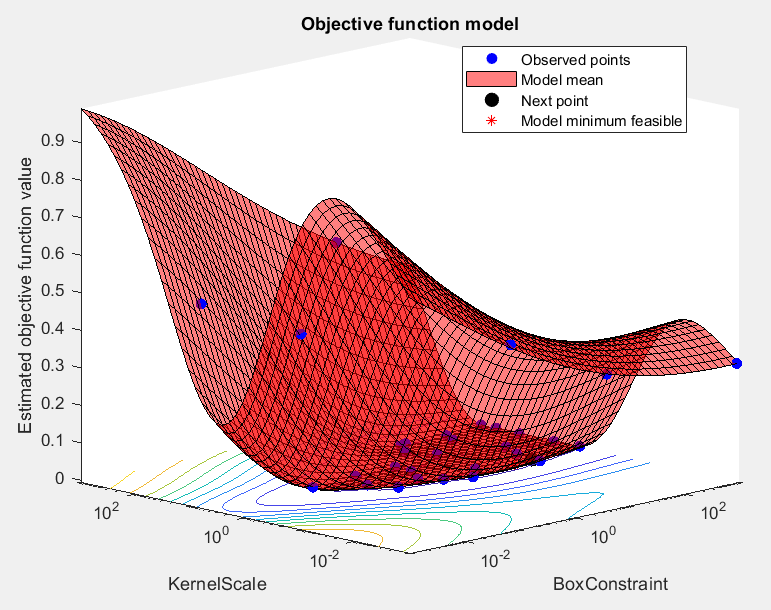 Objective function model
Observed points
Model mean
Next point
Model minimum feasible
Estimated objective function value
0.9
0.8
0.7
0.6
0.5
0.4
0.3
0.2
0.1
0
10²
10⁰
10⁻²
10⁻²
10⁰
10²
KernelScale
BoxConstraint